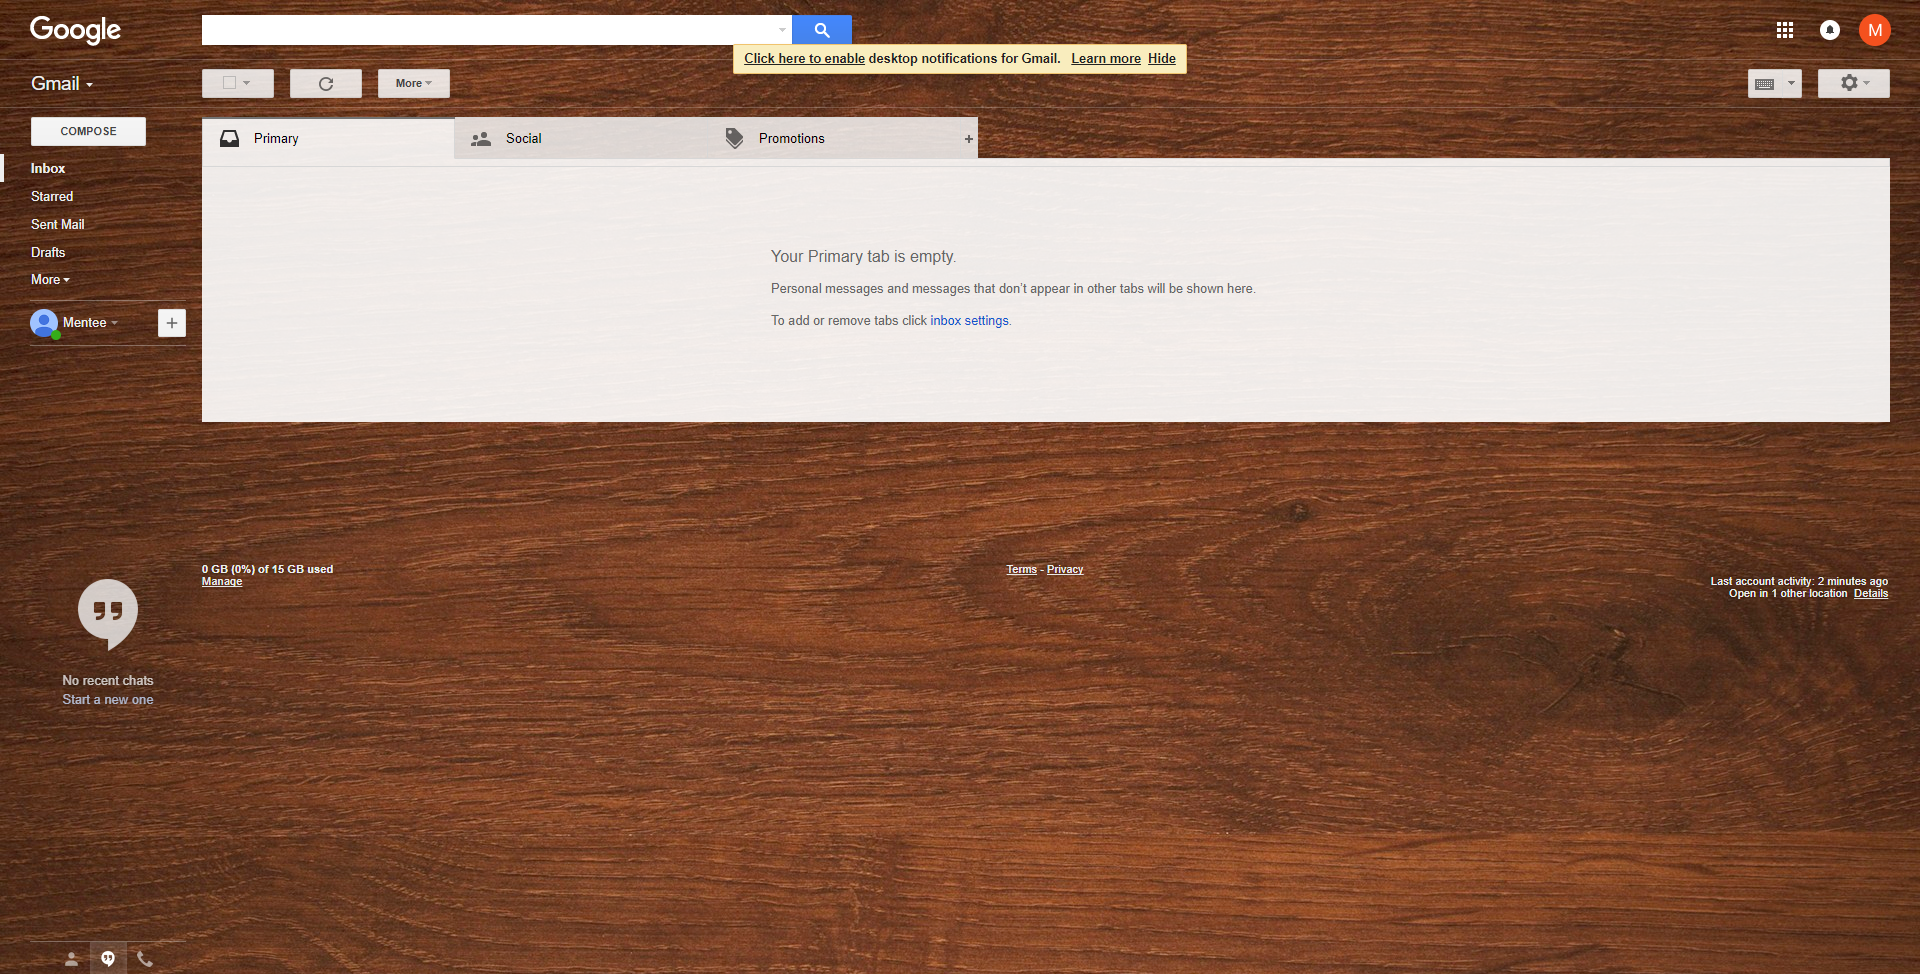 Google
Click here to enable desktop notifications for Gmail. Learn more Hide
M
Gmail
More
COMPOSE
Primary
Social
Promotions
+
Inbox
Starred
Sent Mail
Drafts
More
Mentee
+
Your Primary tab is empty.
Personal messages and messages that don't appear in other tabs will be shown here.
To add or remove tabs click inbox settings.
0 GB (0%) of 15 GB used
Manage
Terms - Privacy
Last account activity: 2 minutes ago
Open in 1 other location Details
No recent chats
Start a new one